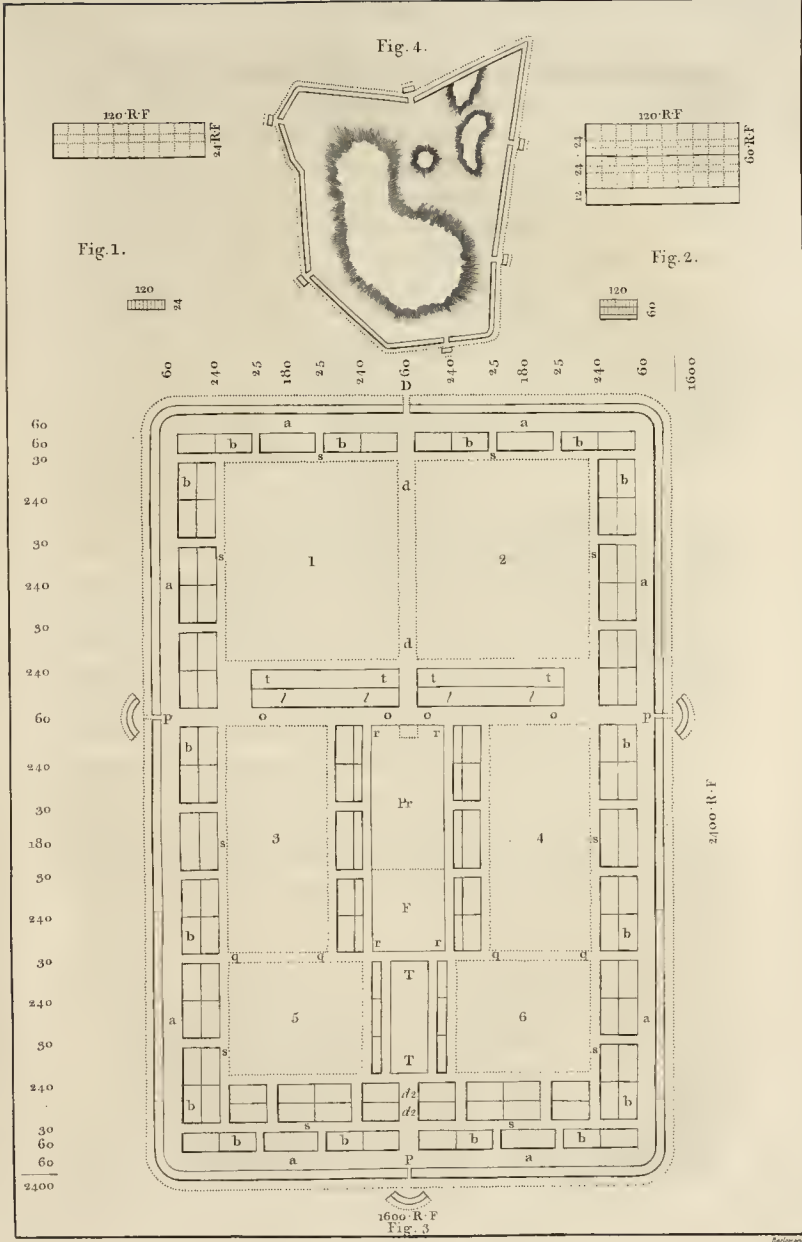 Fig. 4.
120·R·F
24·R·F
120·R·F
60·R·F
12 · 24 · 24
Fig. 1.
120
24
Fig. 2.
120
60
60 240 25 180 25 240 60 240 25 180 25 240 60 1600
D
60
60
30
240
30
240
30
240
60
240
30
180
30
240
30
240
30
240
30
60
60
2400
a a
b b b b
s s
b d b
1 2
s s
a a
d
t t t t
l l l l
p o o o o p
b r r b
Pr
3 4
s s
F
b r r b
q q q q
T
5 6
a a
s s
T
b d2 b
d2
s s
b b b b
a P a
2400·R·F
1600·R·F
Fig. 3